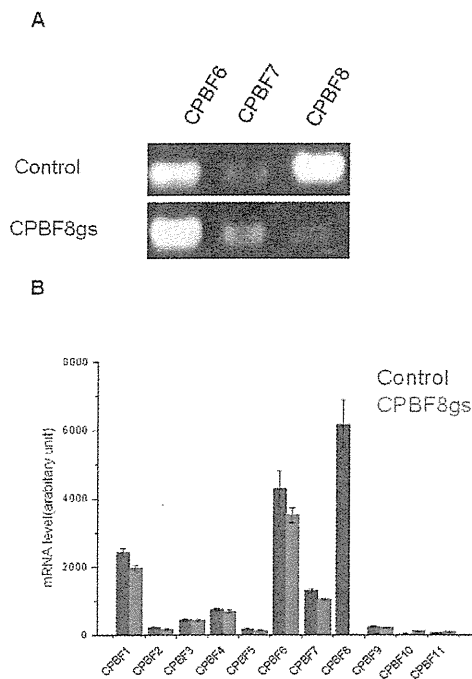 A
CPBF6 CPBF7 CPBF8
Control
CPBF8gs
B
Control
CPBF8gs
mRNA level(arabitary unit)
8000
6000
4000
2000
0
CPBF1 CPBF2 CPBF3 CPBF4 CPBF5 CPBF6 CPBF7 CPBF8 CPBF9 CPBF10 CPBF11